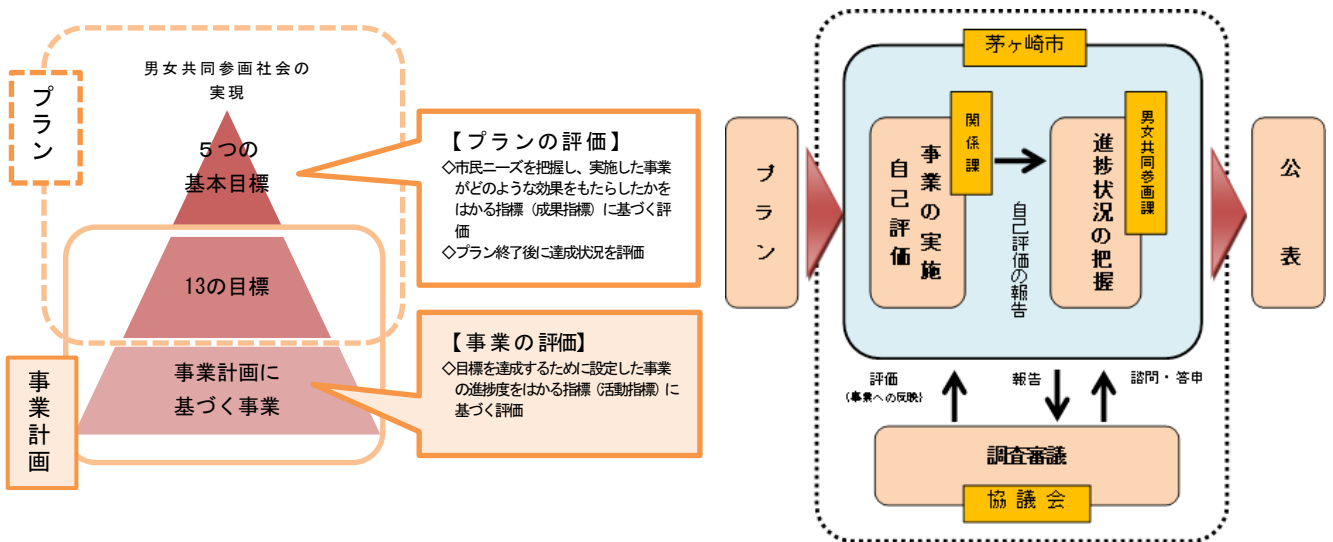 プラン
男女共同参画社会の
実現
５つの
基本目標
13の目標
事業計画に
基づく事業
事業計画
【プランの評価】
◇市民ニーズを把握し、実施した事業
がどのような効果をもたらしたかを
はかる指標（成果指標）に基づく評
価
◇プラン終了後に達成状況を評価
【事業の評価】
◇目標を達成するために設定した事業
の進捗度をはかる指標（活動指標）に
基づく評価
プラン
茅ヶ崎市
関係課
事業の実施
自己評価
自己評価の報告
男女共同参画課
進捗状況の把握
公表
評価
（事業への反映）
報告
諮問・答申
調査審議
協議会